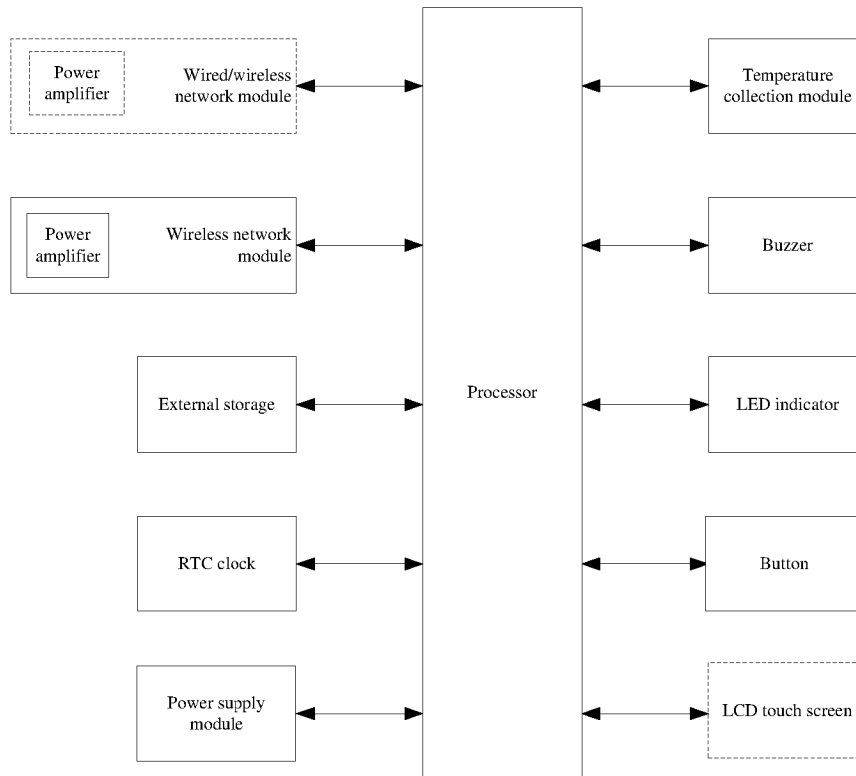 Power
amplifier
Wired/wireless
network module
Temperature
collection module
Power
amplifier
Wireless network
module
Buzzer
Processor
External storage
LED indicator
RTC clock
Button
Power supply
module
LCD touch screen